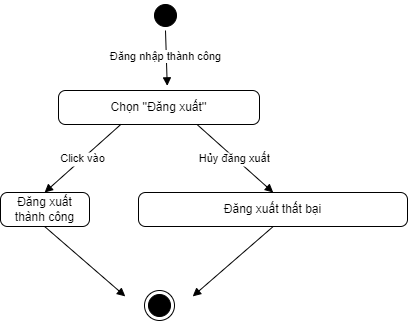 Đăng nhập thành công
Chọn "Đăng xuất"
Click vào
Hủy đăng xuất
Đăng xuất
thành công
Đăng xuất thất bại